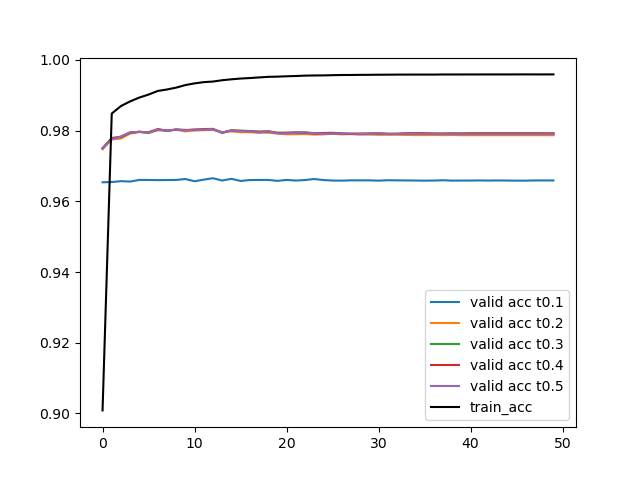 1.00
0.98
0.96
0.94
0.92
0.90
0
10
20
30
40
50
valid acc t0.1
valid acc t0.2
valid acc t0.3
valid acc t0.4
valid acc t0.5
train_acc